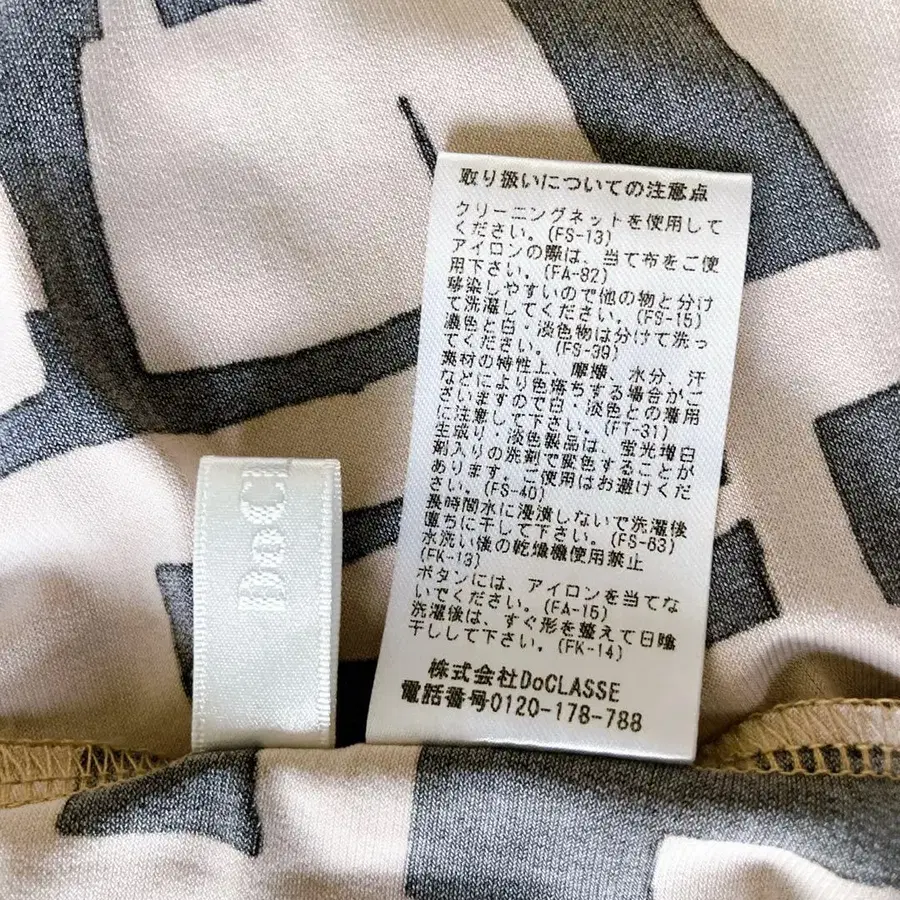 取り扱いについての注意点
クリーニングネットを使用して
ください。(FS-13)
アイロンの際は、当て布をご使
用下さい。(FA-92)
移染しやすいので他の物と分け
て洗濯してください。(FS-15)
濃色と白・淡色物は分けて洗っ
てください。(FS-39)
素材の特性上、摩擦、水分、汗
などにより色落ちする場合がご
ざいますので白・淡色との着用
に注意して下さい。(FT-31)
生成り・淡色製品は、蛍光増白
剤入りの洗剤で変色することが
あります。ご使用はお避けくだ
さい。(FS-40)
長時間水に浸漬しないで洗濯後
直ちに干して下さい。(FS-63)
水洗い後の乾燥機使用禁止
(FK-13)
ボタンには、アイロンを当てな
いでください。(FA-15)
洗濯後は、すぐ形を整えて日陰
干しして下さい。(FK-14)
株式会社DoCLASSE
電話番号0120-178-788
DoC